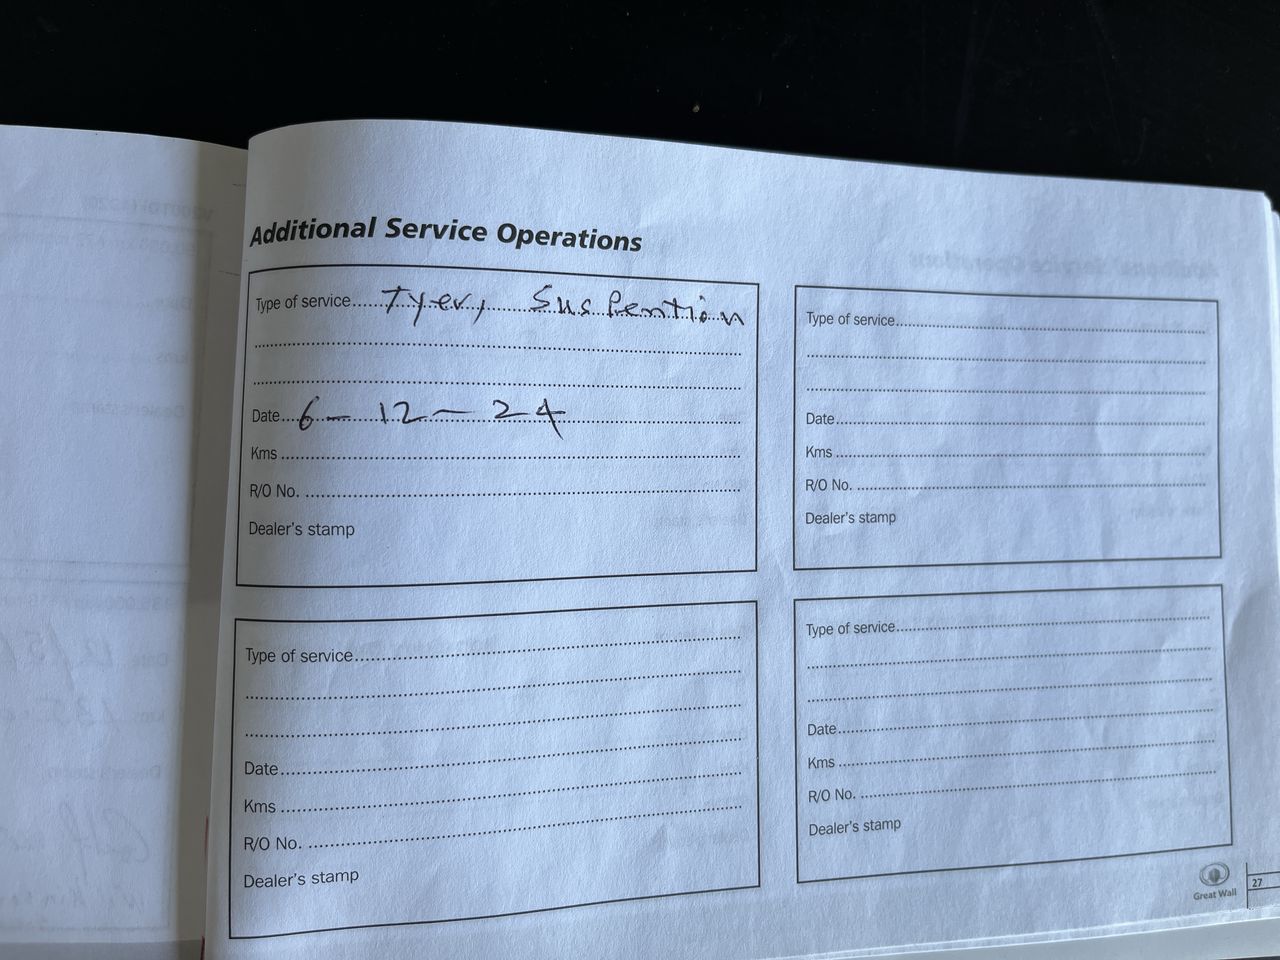 Additional Service Operations
Type of service Tyer, Suspention
Date 6 - 12 - 24
Kms
R/O No.
Dealer's stamp
Type of service
Date
Kms
R/O No.
Dealer's stamp
Type of service
Date
Kms
R/O No.
Dealer's stamp
Type of service
Date
Kms
R/O No.
Dealer's stamp
Great Wall
27